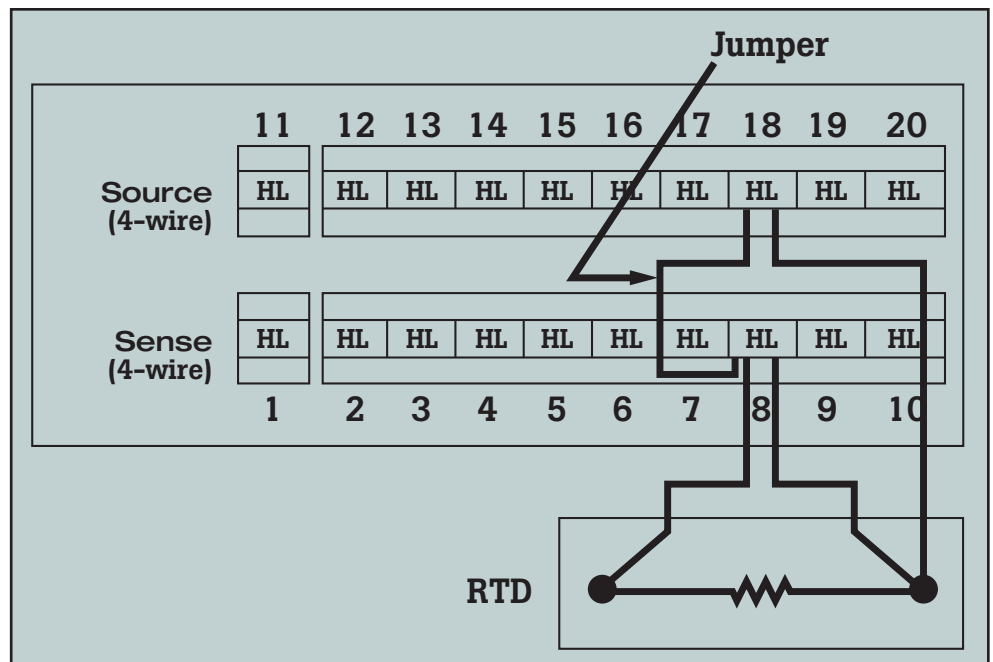 Jumper
11 12 13 14 15 16 17 18 19 20
Source HL HL HL HL HL HL HL HL HL HL
(4-wire)
Sense HL HL HL HL HL HL HL HL HL HL
(4-wire)
1 2 3 4 5 6 7 8 9 10
RTD